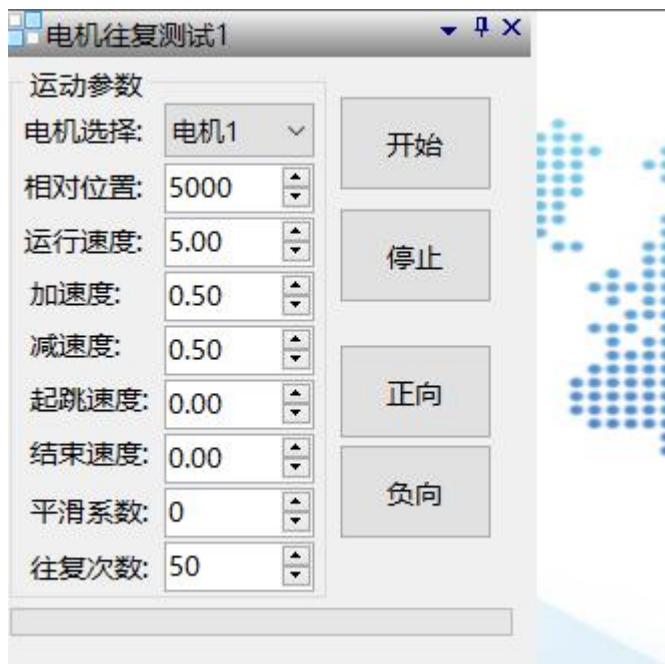 电机往复测试1
运动参数
电机选择: 电机1
开始
相对位置: 5000
运行速度: 5.00
停止
加速度: 0.50
减速度: 0.50
正向
起跳速度: 0.00
结束速度: 0.00
负向
平滑系数: 0
往复次数: 50